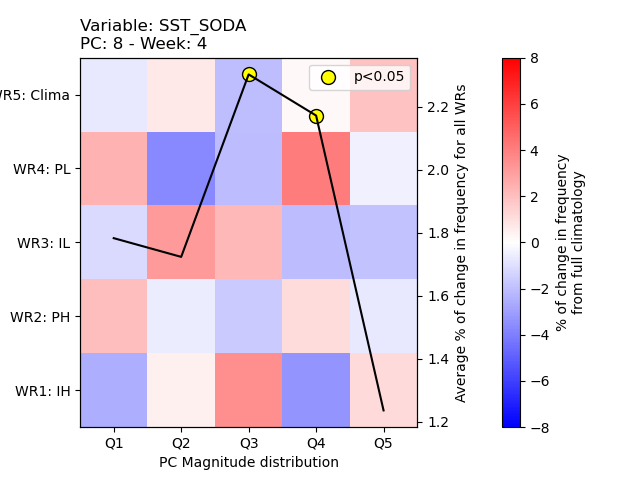 Variable: SST_SODA
PC: 8 - Week: 4
p<0.05
WR5: Clima
WR4: PL
WR3: IL
WR2: PH
WR1: IH
Q1 Q2 Q3 Q4 Q5
PC Magnitude distribution
2.2
2.0
1.8
1.6
1.4
1.2
Average % of change in frequency for all WRs
8
6
4
2
0
−2
−4
−6
−8
% of change in frequency
from full climatology